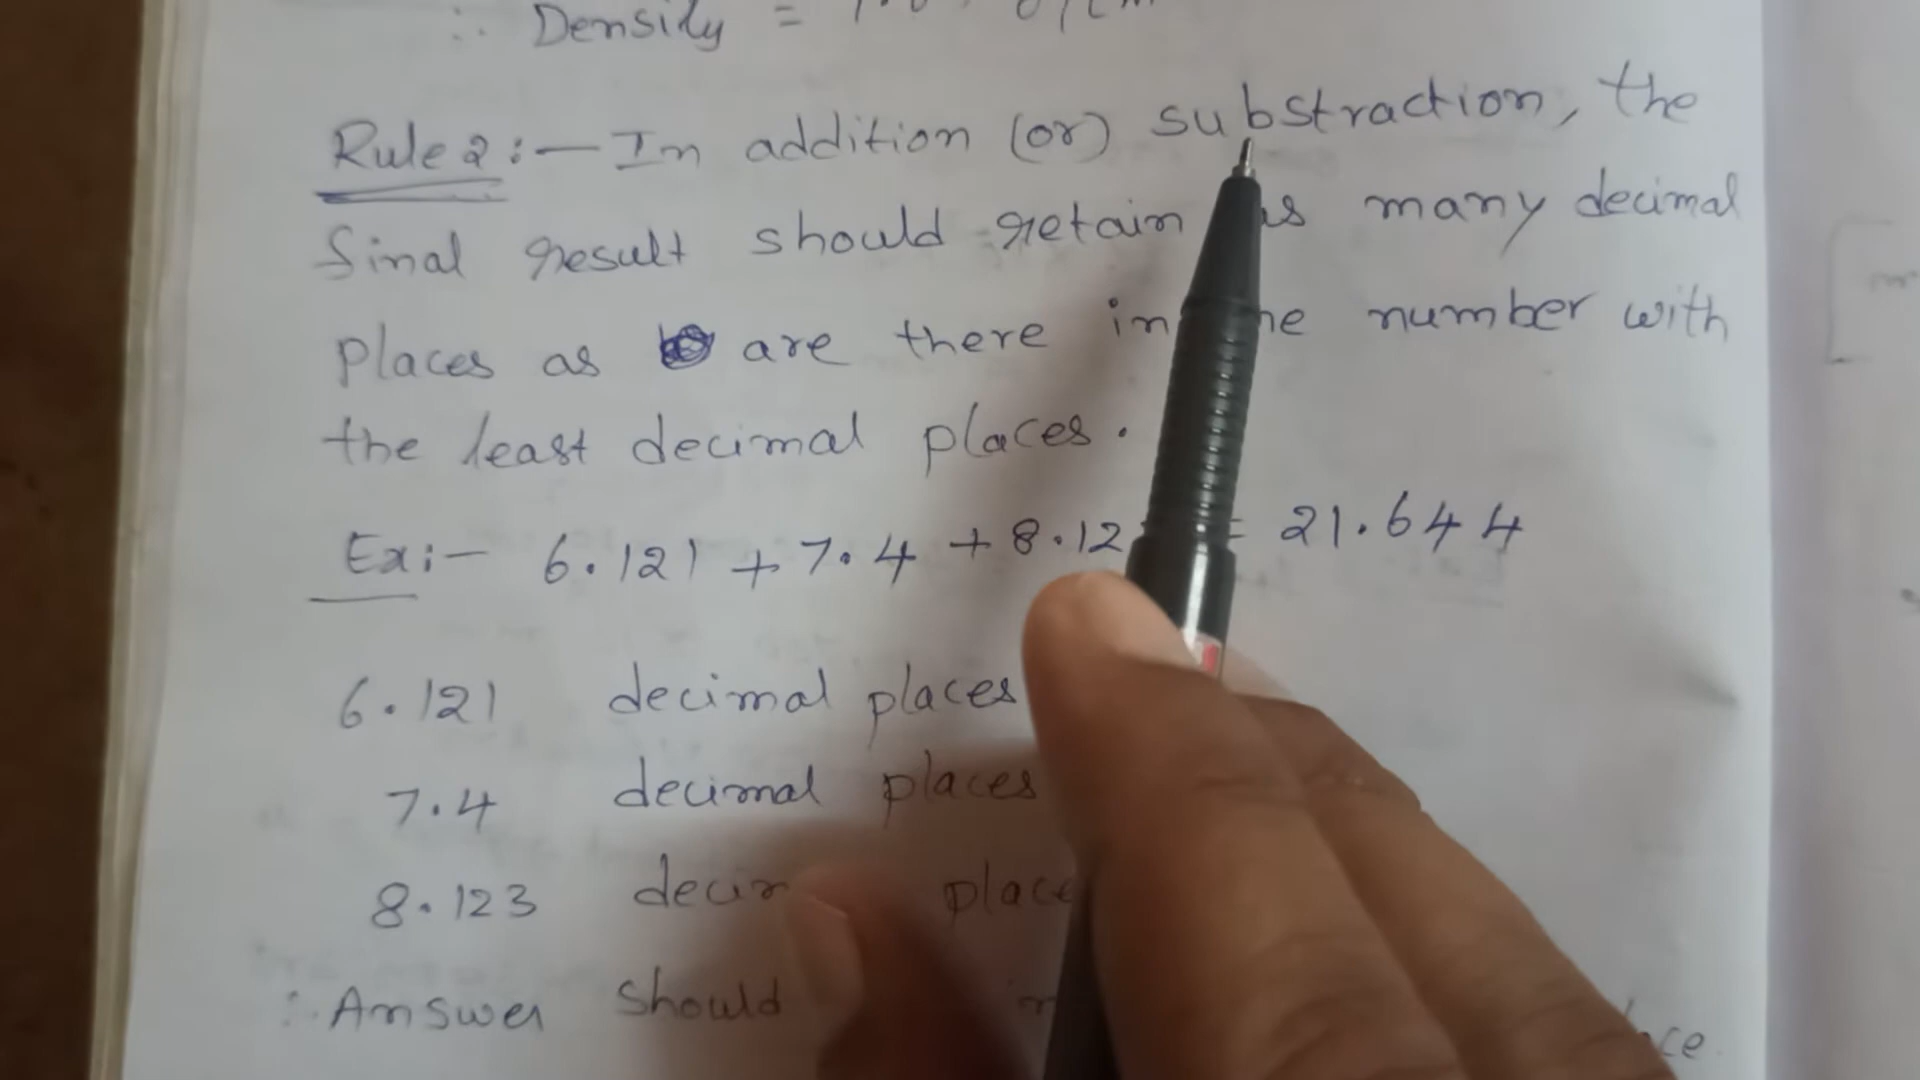 ∴ Density =
Rule 2 :- In addition (or) substraction, the
final result should retain as many decimal
places as are there in the number with
the least decimal places.
Ex:- 6.121 + 7.4 + 8.12 = 21.644
6.121 decimal places
7.4 decimal places
8.123 place
∴ Answer should